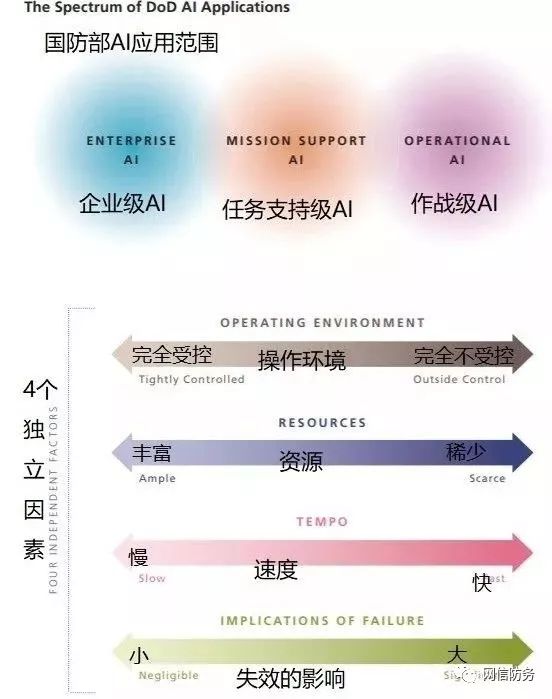 The Spectrum of DoD AI Applications
国防部AI应用范围
ENTERPRISE AI
企业级AI
MISSION SUPPORT AI
任务支持级AI
OPERATIONAL AI
作战级AI
4个独立因素
FOUR INDEPENDENT FACTORS
OPERATING ENVIRONMENT
完全受控 操作环境 完全不受控
Tightly Controlled Outside Control
RESOURCES
丰富 资源 稀少
Ample Scarce
TEMPO
慢 速度 快
Slow
IMPLICATIONS OF FAILURE
小 失效的影响 大
Negligible
网信防务